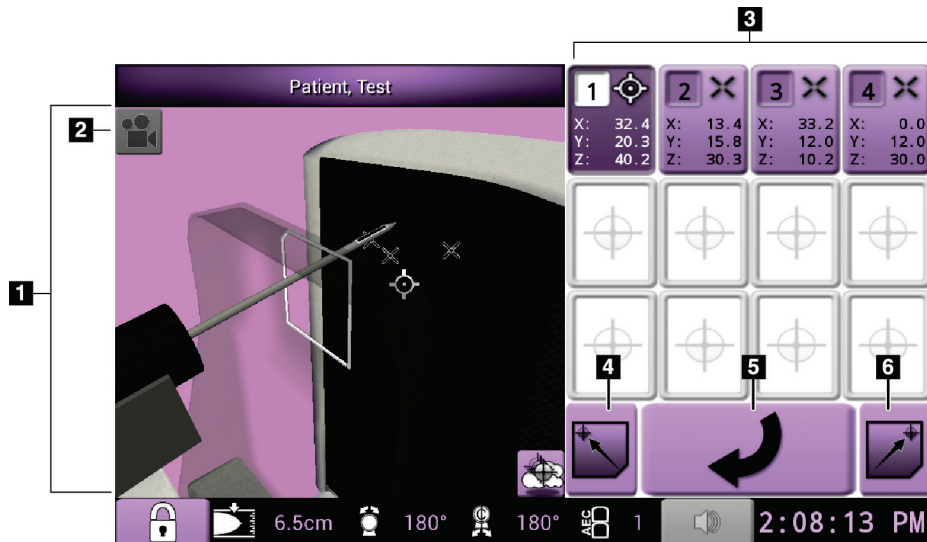 3
Patient, Test
1 2 3 4
X: 32.4 X: 13.4 X: 33.2 X: 0.0
Y: 20.3 Y: 15.8 Y: 12.0 Y: 12.0
Z: 40.2 Z: 30.3 Z: 10.2 Z: 30.0
2
1
4 5 6
6.5cm 180° C 180° AEC 1 2:08:13 PM